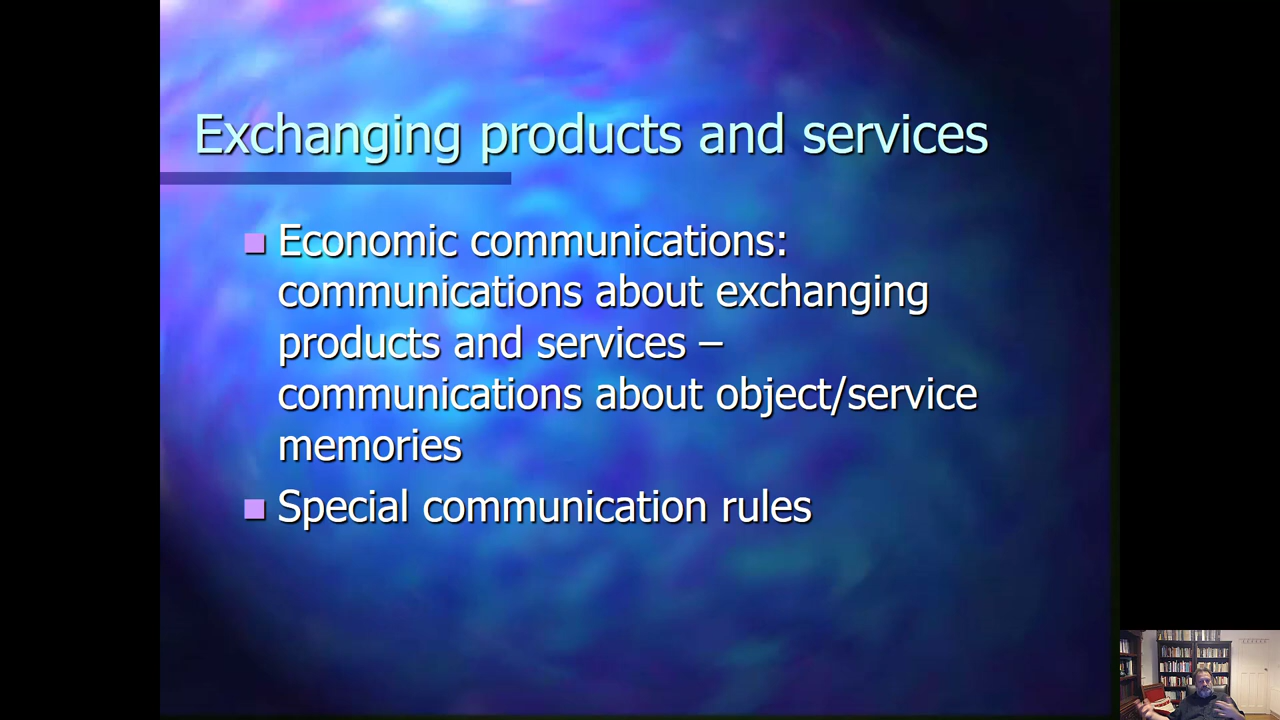 Exchanging products and services
Economic communications:
communications about exchanging
products and services –
communications about object/service
memories
Special communication rules